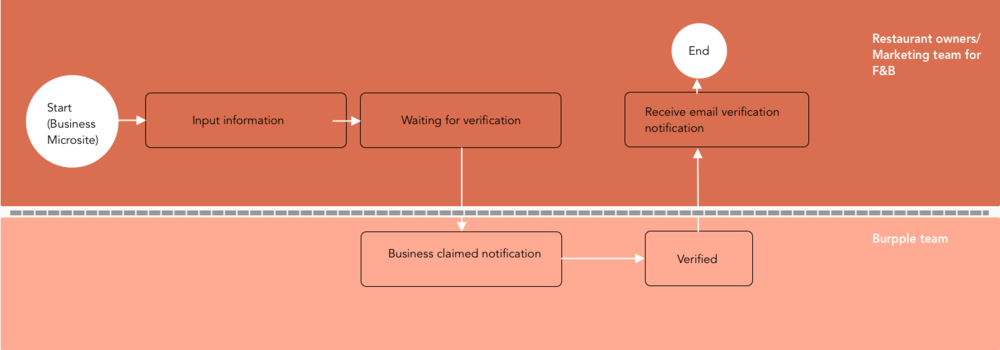 Restaurant owners/
Marketing team for
F&B
End
Start
(Business
Microsite)
Input information
Waiting for verification
Receive email verification
notification
Burpple team
Business claimed notification
Verified